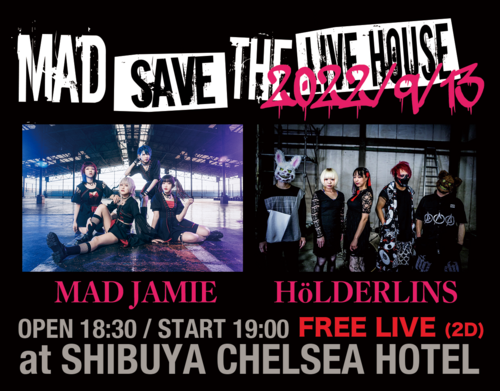 MAD SAVE THE LIVE HOUSE
2022/9/13
MAD JAMIE
HöLDERLINS
OPEN 18:30 / START 19:00 FREE LIVE (2D)
at SHIBUYA CHELSEA HOTEL